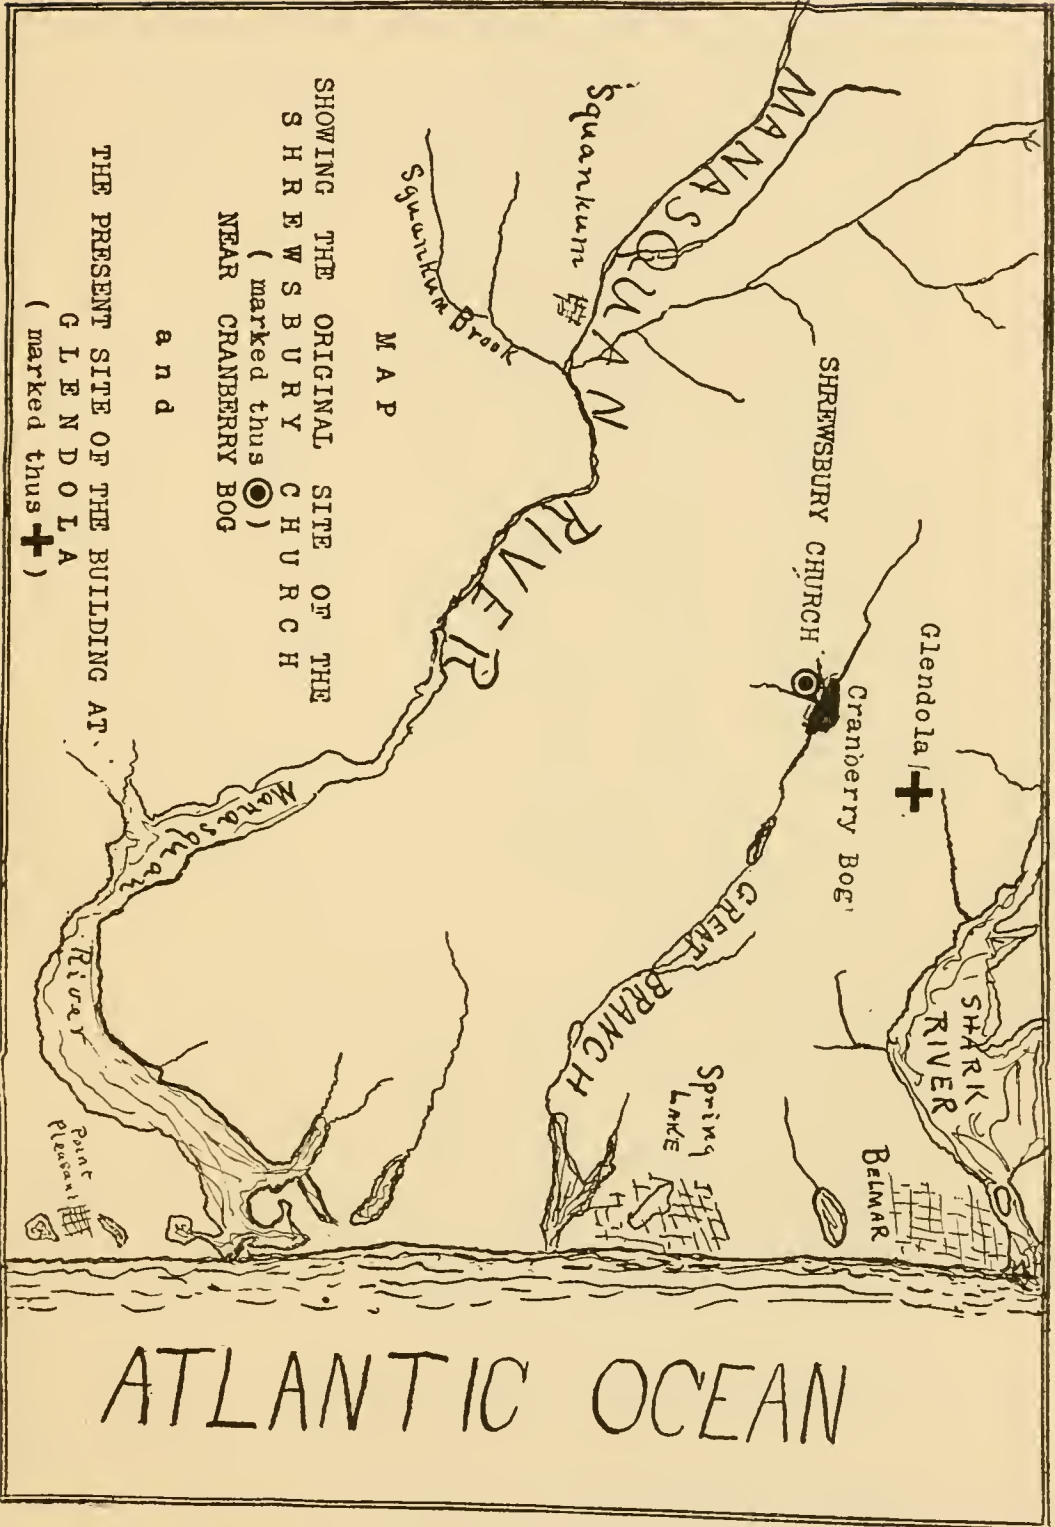 MAP
SHOWING THE ORIGINAL SITE OF THE
SHREWSBURY CHURCH
( marked thus )
NEAR CRANBERRY BOG
and
THE PRESENT SITE OF THE BUILDING AT
GLENDOLA
( marked thus )
MANASQUAN RIVER
Squankum
Squankum Brook
SHREWSBURY CHURCH
Cranberry Bog
Glendola
GREAT BRANCH
SHARK
RIVER
Manasquan River
Spring
LAKE
BELMAR
Point
Pleasant
ATLANTIC OCEAN